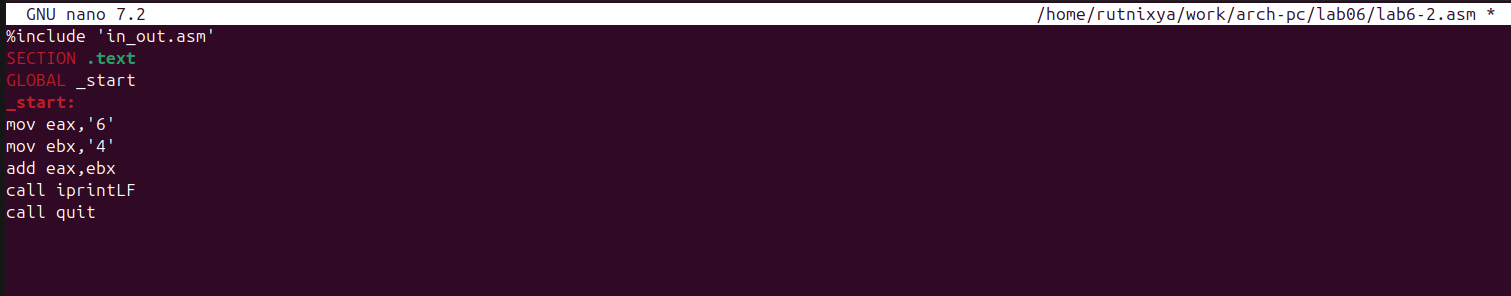 GNU nano 7.2 /home/rutnixya/work/arch-pc/lab06/lab6-2.asm *
%include 'in_out.asm'
SECTION .text
GLOBAL _start
_start:
mov eax,'6'
mov ebx,'4'
add eax,ebx
call iprintLF
call quit